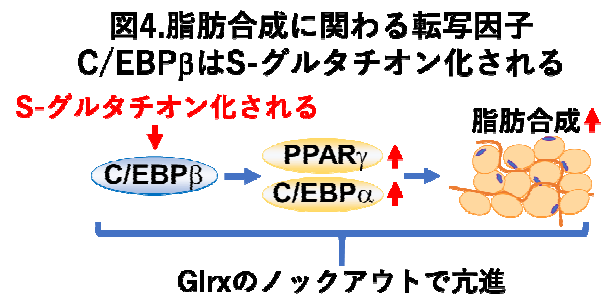 図4.脂肪合成に関わる転写因子
C/EBPβはS-グルタチオン化される
S-グルタチオン化される
脂肪合成
PPARγ
C/EBPβ
C/EBPα
Glrxのノックアウトで亢進